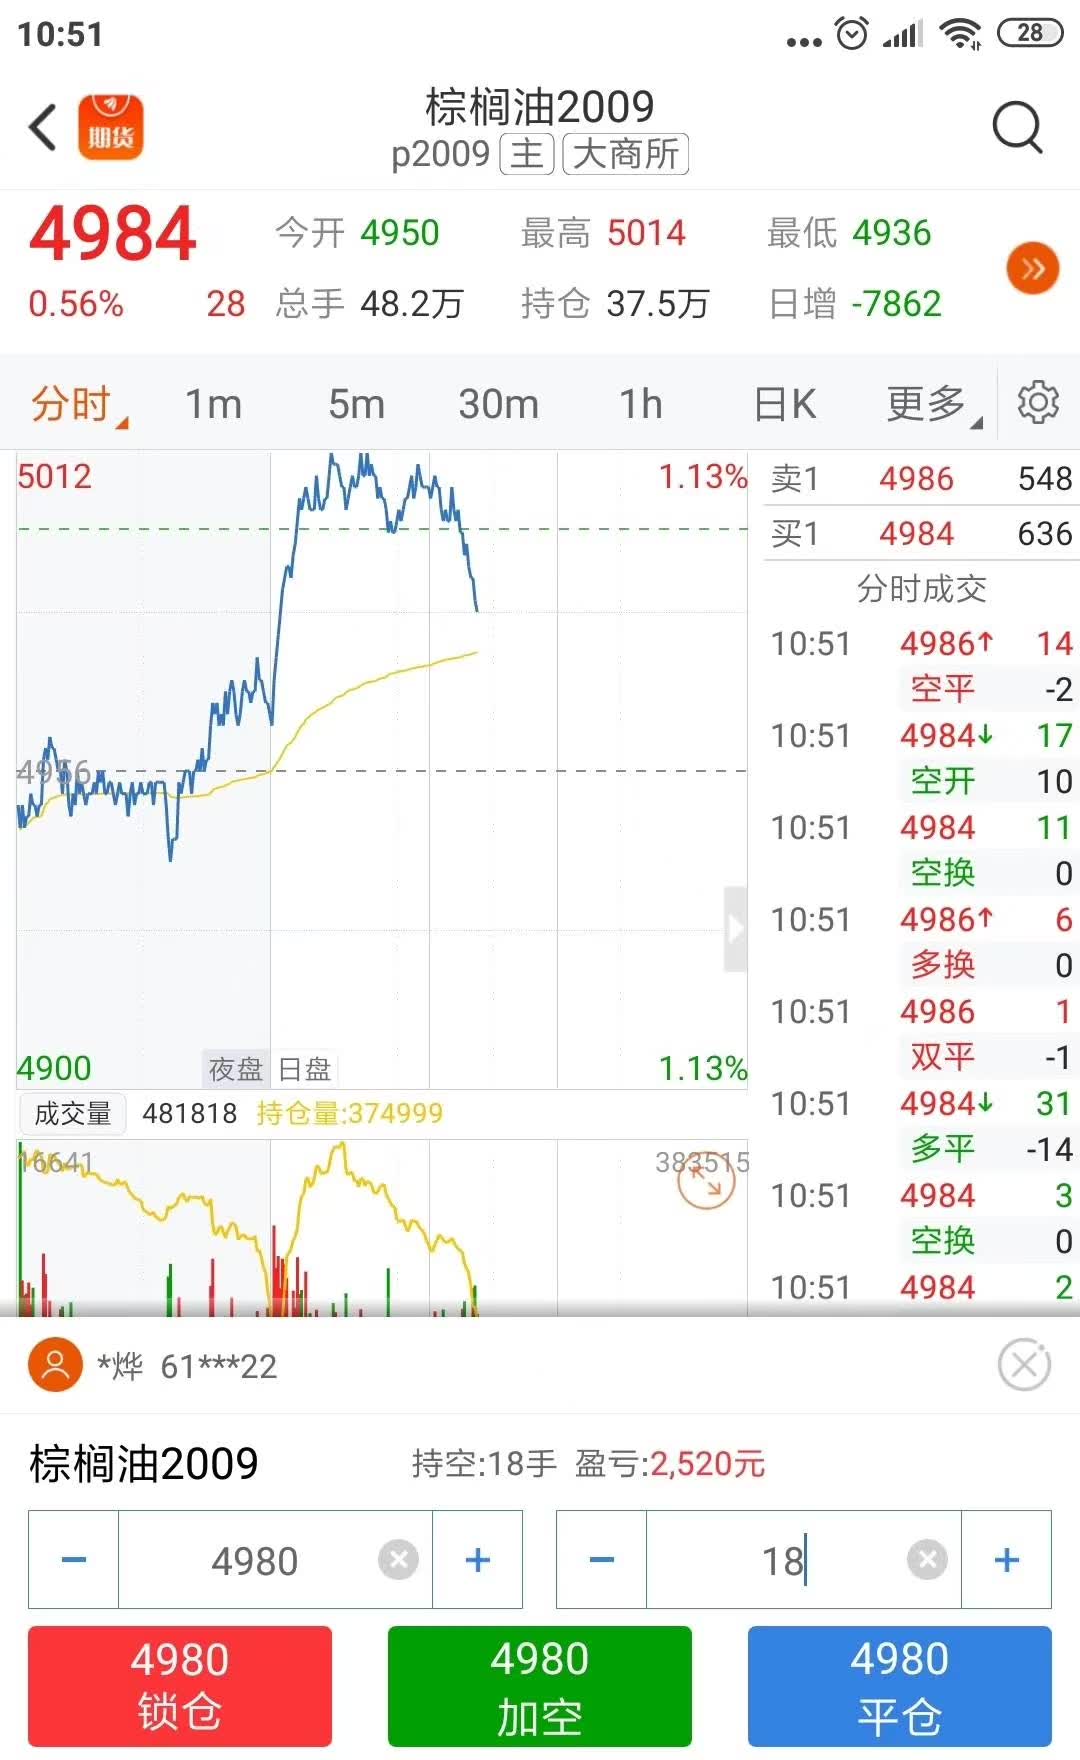 10:51
28
期货
棕榈油2009
p2009 主 大商所
4984 今开 4950 最高 5014 最低 4936
0.56% 28 总手 48.2万 持仓 37.5万 日增 -7862
分时 1m 5m 30m 1h 日K 更多
5012 1.13%
4956
4900 夜盘 日盘 1.13%
卖1 4986 548
买1 4984 636
分时成交
10:51 4986↑ 14
空平 -2
10:51 4984↓ 17
空开 10
10:51 4984 11
空换 0
10:51 4986↑ 6
多换 0
10:51 4986 1
双平 -1
10:51 4984↓ 31
多平 -14
10:51 4984 3
空换 0
10:51 4984 2
成交量 481818 持仓量:374999
16641 383515
*烨 61***22
棕榈油2009 持空:18手 盈亏:2,520元
− 4980 + − 18 +
4980 4980 4980
锁仓 加空 平仓